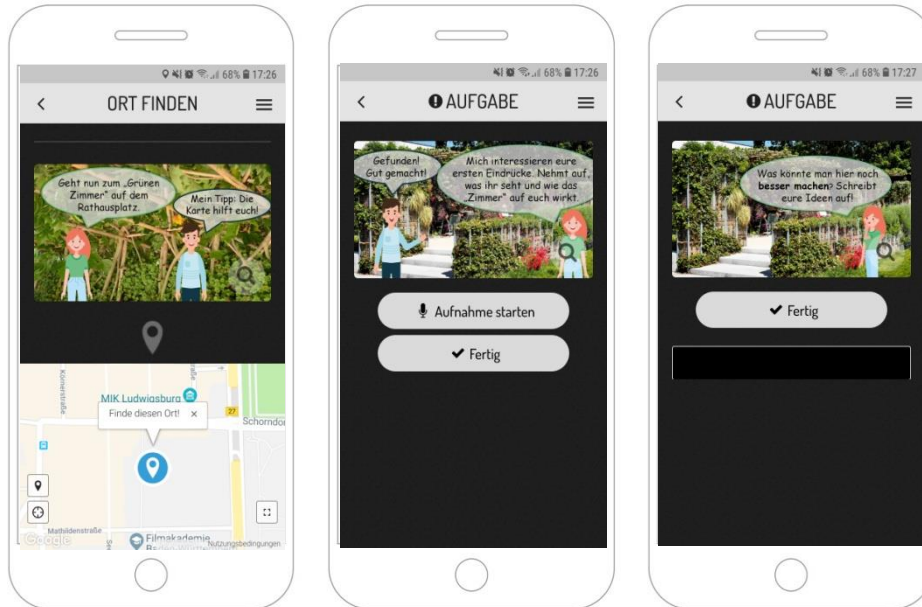 68% 17:26
ORT FINDEN
Geht nun zum „Grünen
Zimmer" auf dem
Rathausplatz.
Mein Tipp: Die
Karte hilft euch!
Körnerstraße
MIK Ludwigsburg
Finde diesen Ort! ×
27
Schorndor
Mathildenstraße
Google
Filmakademie
Nutzungsbedingungen
68% 17:26
AUFGABE
Gefunden!
Gut gemacht!
Mich interessieren eure
ersten Eindrücke. Nehmt auf,
was ihr seht und wie das
„Zimmer" auf euch wirkt.
Aufnahme starten
Fertig
68% 17:27
AUFGABE
Was könnte man hier noch
besser machen? Schreibt
eure Ideen auf!
Fertig